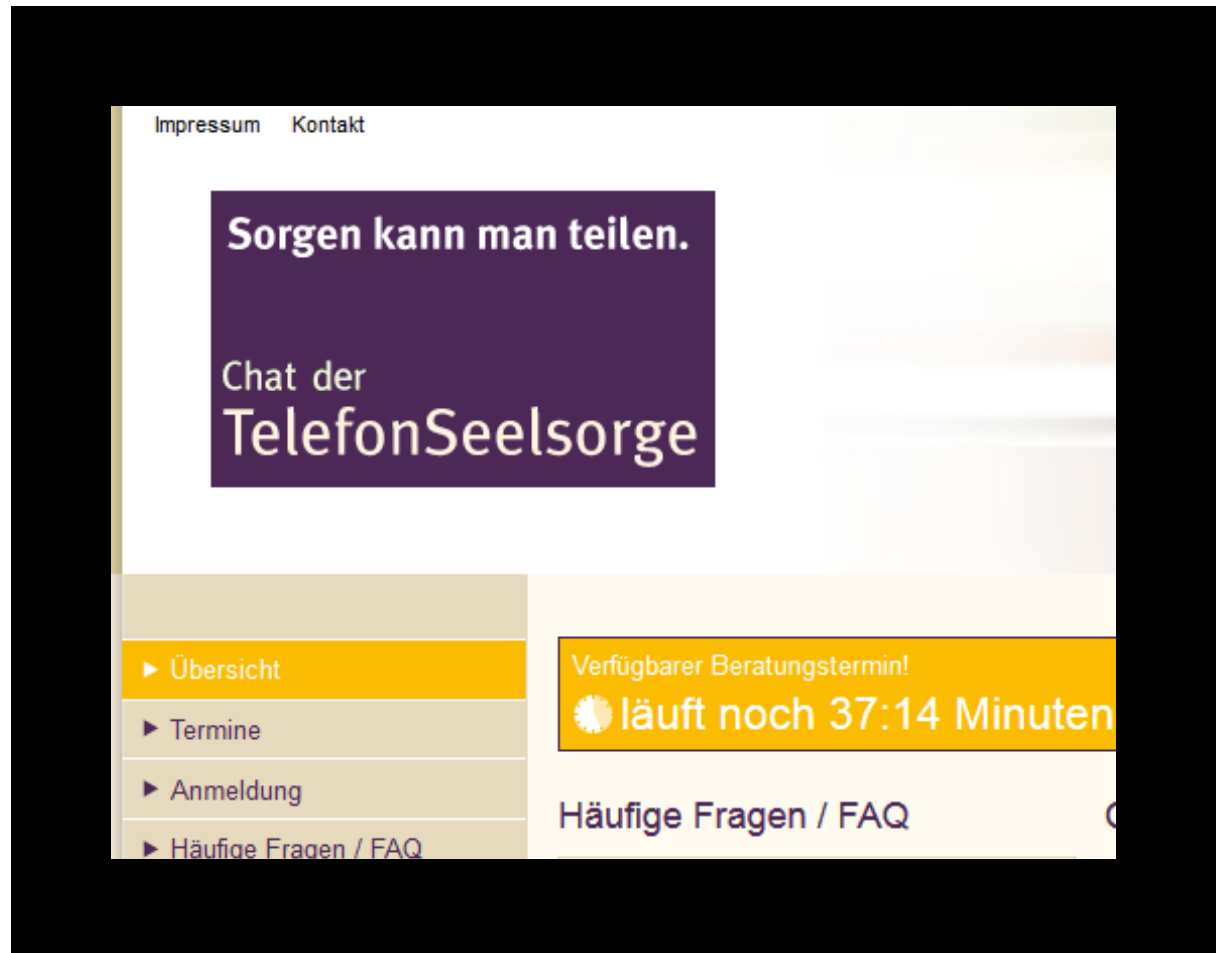 Impressum Kontakt
Sorgen kann man teilen.
Chat der
TelefonSeelsorge
Übersicht
Termine
Anmeldung
Häufige Fragen / FAQ
Verfügbarer Beratungstermin!
läuft noch 37:14 Minuten
Häufige Fragen / FAQ